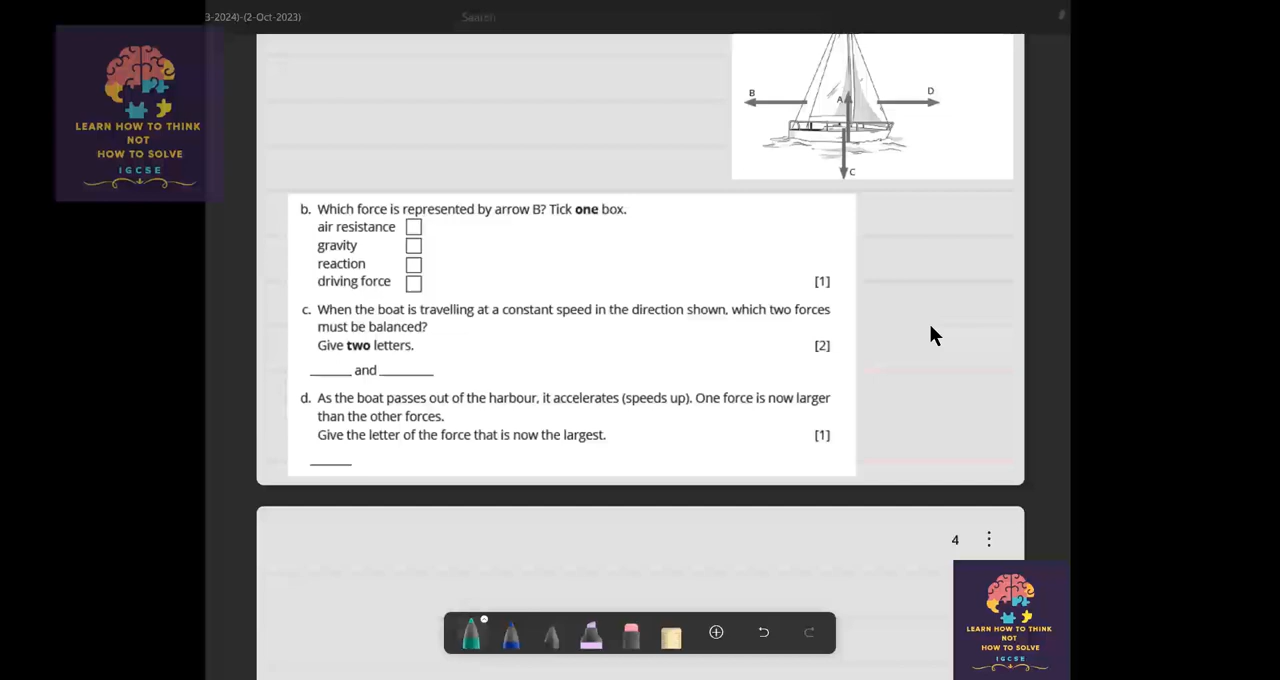 3-2024)-(2-Oct-2023)
Search
LEARN HOW TO THINK
NOT
HOW TO SOLVE
IGCSE
B
A
D
C
b. Which force is represented by arrow B? Tick one box.
air resistance
gravity
reaction
driving force
[1]
c. When the boat is travelling at a constant speed in the direction shown, which two forces
must be balanced?
Give two letters.
[2]
_____ and _______
d. As the boat passes out of the harbour, it accelerates (speeds up). One force is now larger
than the other forces.
Give the letter of the force that is now the largest.
[1]
_____
4
LEARN HOW TO THINK
NOT
HOW TO SOLVE
IGCSE